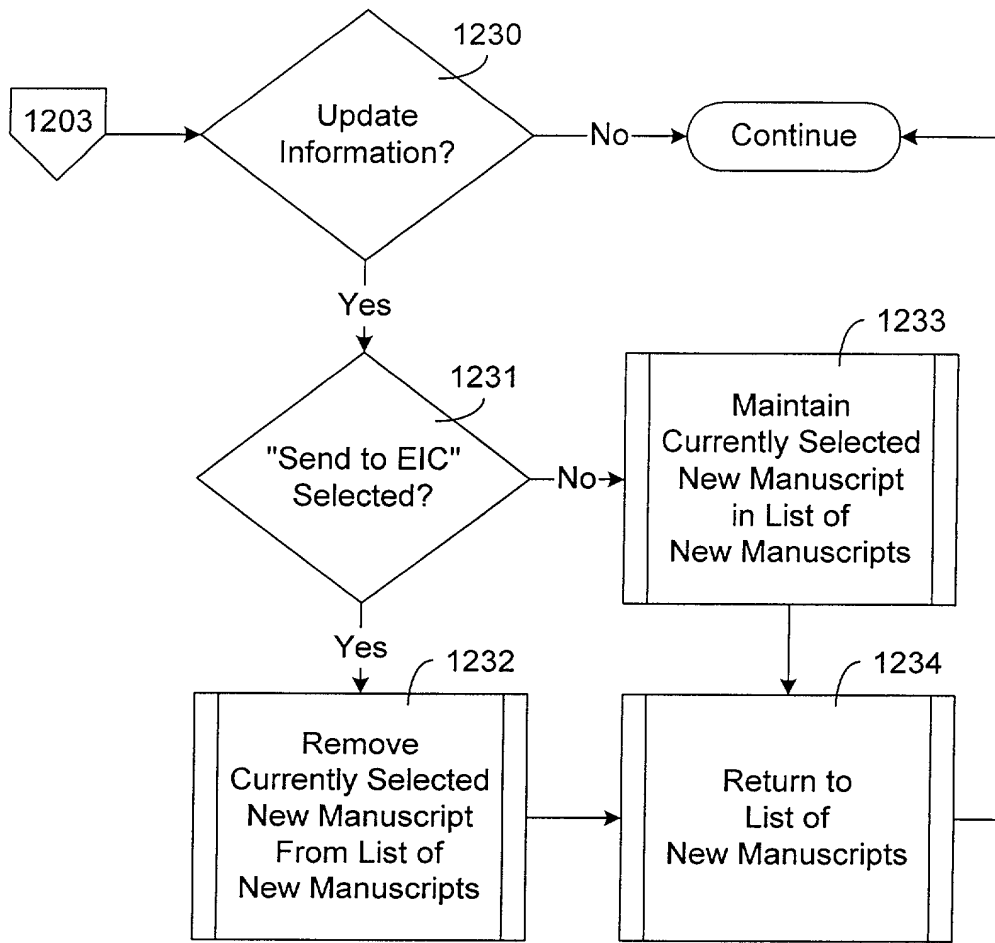 1230
1203
Update
Information?
No
Continue
Yes
1233
1231
"Send to EIC"
Selected?
No
Maintain
Currently Selected
New Manuscript
in List of
New Manuscripts
Yes
1232
1234
Remove
Currently Selected
New Manuscript
From List of
New Manuscripts
Return to
List of
New Manuscripts